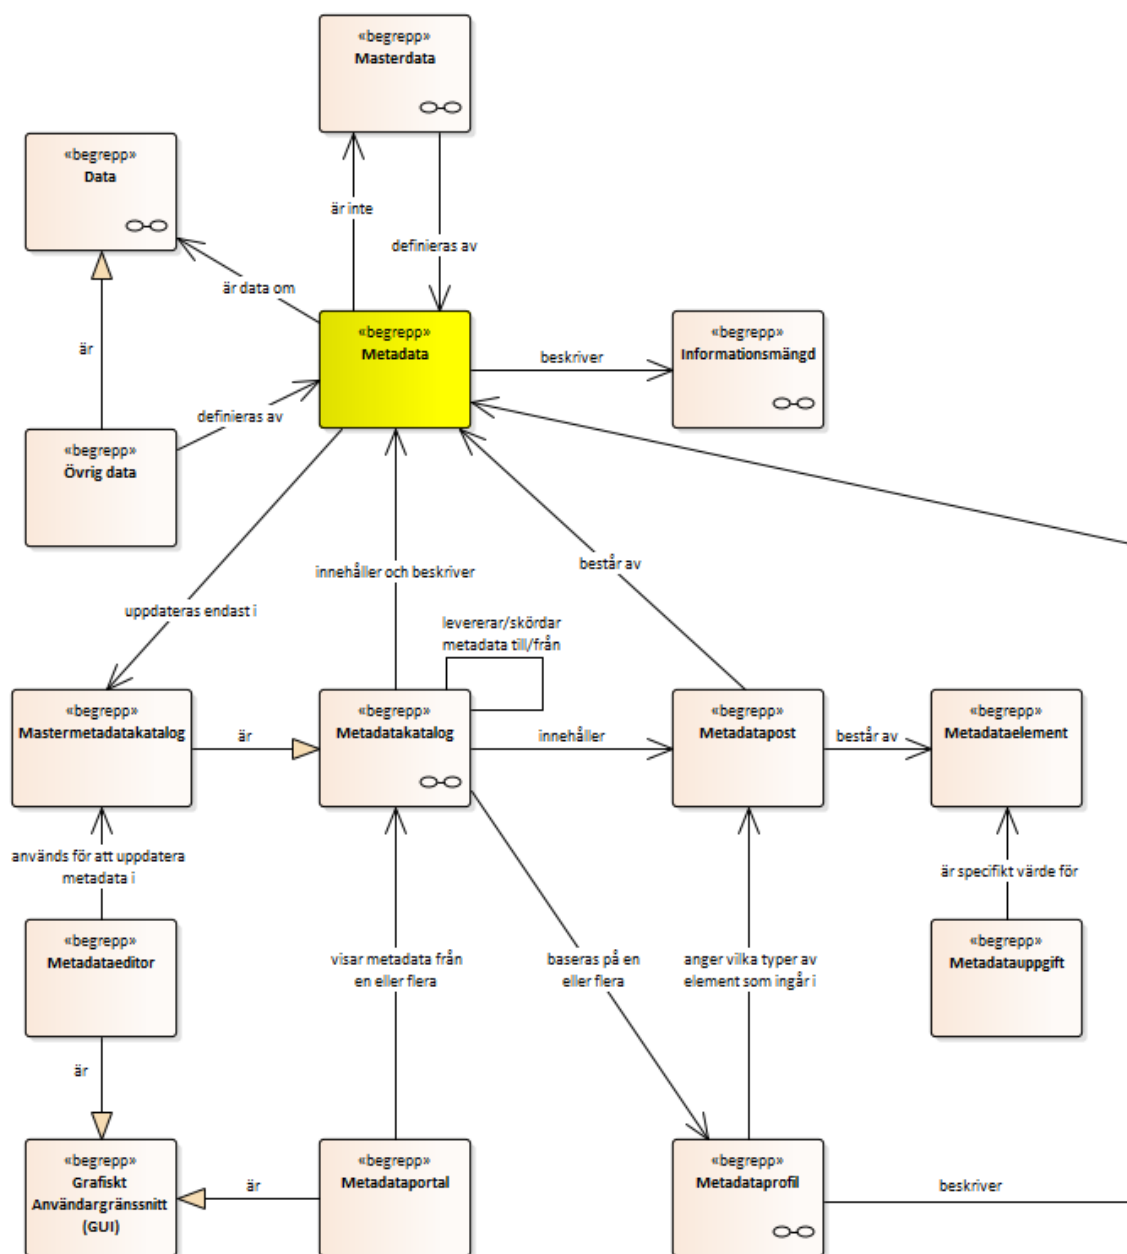 «begrepp»
Masterdata
«begrepp»
Data
är inte
definieras av
är data om
«begrepp»
Metadata
«begrepp»
Informationsmängd
beskriver
är
definieras av
«begrepp»
Övrig data
består av
innehåller och beskriver
uppdateras endast i
levererar/skördar
metadata till/från
«begrepp»
Mastermetadatakatalog
är
«begrepp»
Metadatakatalog
innehåller
«begrepp»
Metadatapost
består av
«begrepp»
Metadataelement
används för att uppdatera
metadata i
är specifikt värde för
«begrepp»
Metadataeditor
visar metadata från
en eller flera
baseras på en
eller flera
anger vilka typer av
element som ingår i
«begrepp»
Metadatauppgift
är
«begrepp»
Grafiskt
Användargränssnitt
(GUI)
är
«begrepp»
Metadataportal
«begrepp»
Metadataprofil
beskriver